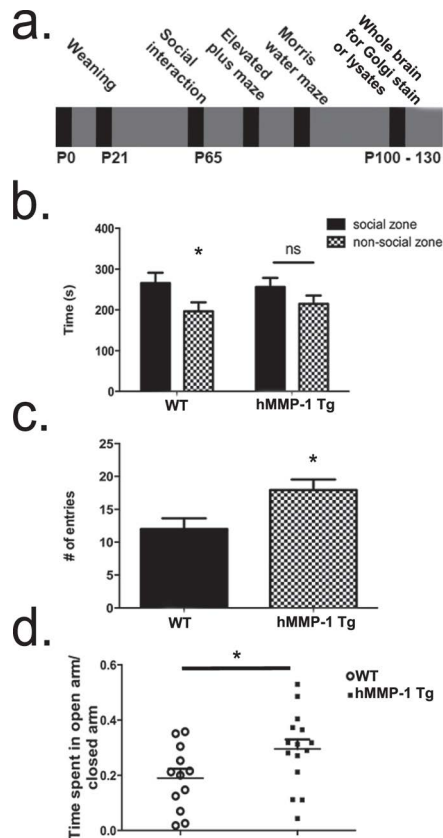 a.
Weaning
Social
interaction
Elevated
plus maze
Morris
water maze
Whole brain
for Golgi stain
or lysates
P0
P21
P65
P100 - 130
b.
Time (s)
400
300
200
100
0
*
ns
social zone
non-social zone
WT
hMMP-1 Tg
c.
# of entries
25
20
15
10
5
0
*
WT
hMMP-1 Tg
d.
Time spent in open arm/
closed arm
0.6
0.4
0.2
0.0
*
WT
hMMP-1 Tg